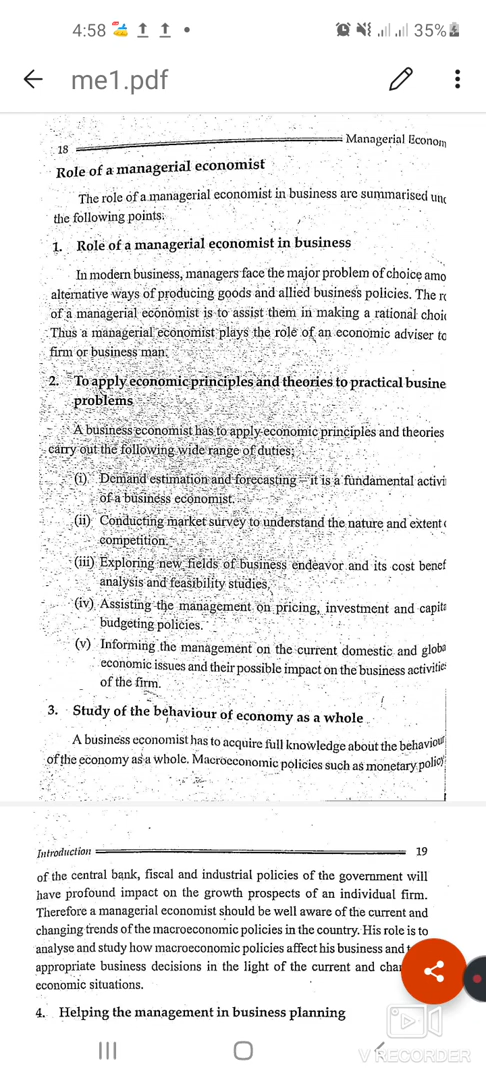 4:58
35%
me1.pdf
18
Managerial Econom
Role of a managerial economist
The role of a managerial economist in business are summarised und
the following points.
1. Role of a managerial economist in business
In modern business, managers face the major problem of choice amo
alternative ways of producing goods and allied business policies. The ro
of a managerial economist is to assist them in making a rational choic
Thus a managerial economist plays the role of an economic adviser to
firm or business man.
2. To apply economic principles and theories to practical busine
problems
A business economist has to apply economic principles and theories
carry out the following wide range of duties;
(i) Demand estimation and forecasting – it is a fundamental activi
of a business economist.
(ii) Conducting market survey to understand the nature and extent
competition.
(iii) Exploring new fields of business endeavor and its cost benef
analysis and feasibility studies.
(iv) Assisting the management on pricing, investment and capita
budgeting policies.
(v) Informing the management on the current domestic and globa
economic issues and their possible impact on the business activities
of the firm.
3. Study of the behaviour of economy as a whole
A business economist has to acquire full knowledge about the behaviour
of the economy as a whole. Macroeconomic policies such as monetary policy
Introduction
19
of the central bank, fiscal and industrial policies of the government will
have profound impact on the growth prospects of an individual firm.
Therefore a managerial economist should be well aware of the current and
changing trends of the macroeconomic policies in the country. His role is to
analyse and study how macroeconomic policies affect his business and
appropriate business decisions in the light of the current and cha
economic situations.
4. Helping the management in business planning
V RECORDER